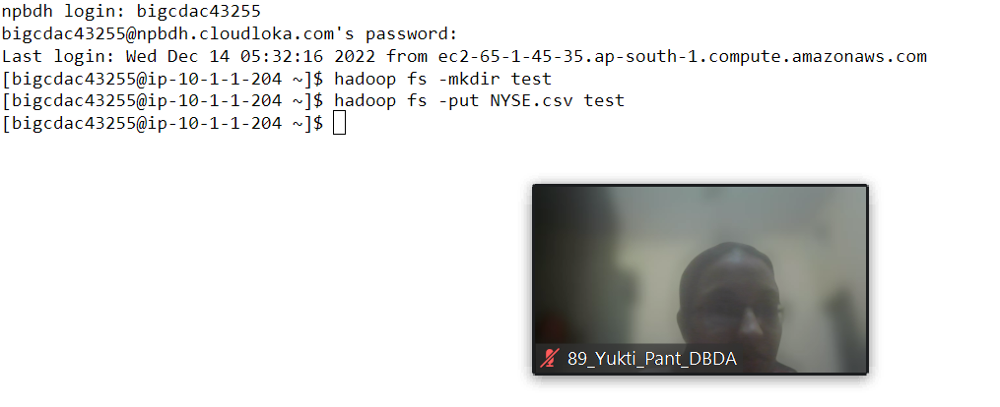 npbdh login: bigcdac43255
bigcdac43255@npbdh.cloudloka.com's password:
Last login: Wed Dec 14 05:32:16 2022 from ec2-65-1-45-35.ap-south-1.compute.amazonaws.com
[bigcdac43255@ip-10-1-1-204 ~]$ hadoop fs -mkdir test
[bigcdac43255@ip-10-1-1-204 ~]$ hadoop fs -put NYSE.csv test
[bigcdac43255@ip-10-1-1-204 ~]$
89_Yukti_Pant_DBDA